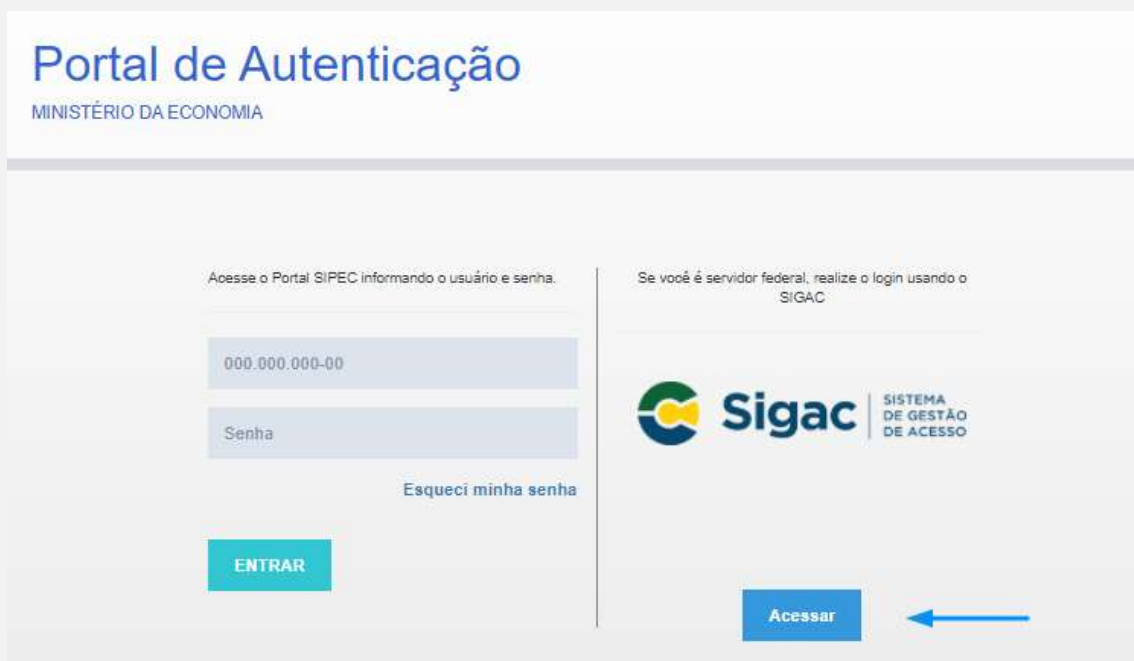 Portal de Autenticação
MINISTÉRIO DA ECONOMIA
Acesse o Portal SIPEC informando o usuário e senha.
000.000.000-00
Senha
Esqueci minha senha
ENTRAR
Se você é servidor federal, realize o login usando o
SIGAC
Sigac
SISTEMA
DE GESTÃO
DE ACESSO
Acessar